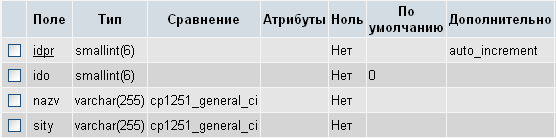 Поле Тип Сравнение Атрибуты Ноль По умолчанию Дополнительно
idpr smallint(6) Нет auto_increment
ido smallint(6) Нет 0
nazv varchar(255) cp1251_general_ci Нет
sity varchar(255) cp1251_general_ci Нет